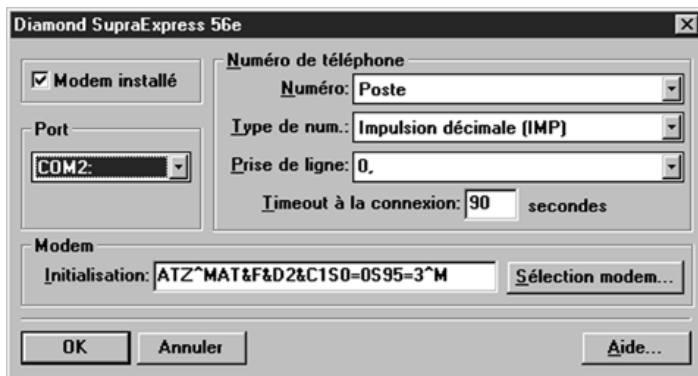 Diamond SupraExpress 56e
Modem installé
Numéro de téléphone
Numéro: Poste
Type de num.: Impulsion décimale (IMP)
Port
COM2:
Prise de ligne: 0,
Timeout à la connexion: 90 secondes
Modem
Initialisation: ATZ^MAT&F&D2&C1S0=0S95=3^M Sélection modem...
OK Annuler Aide...